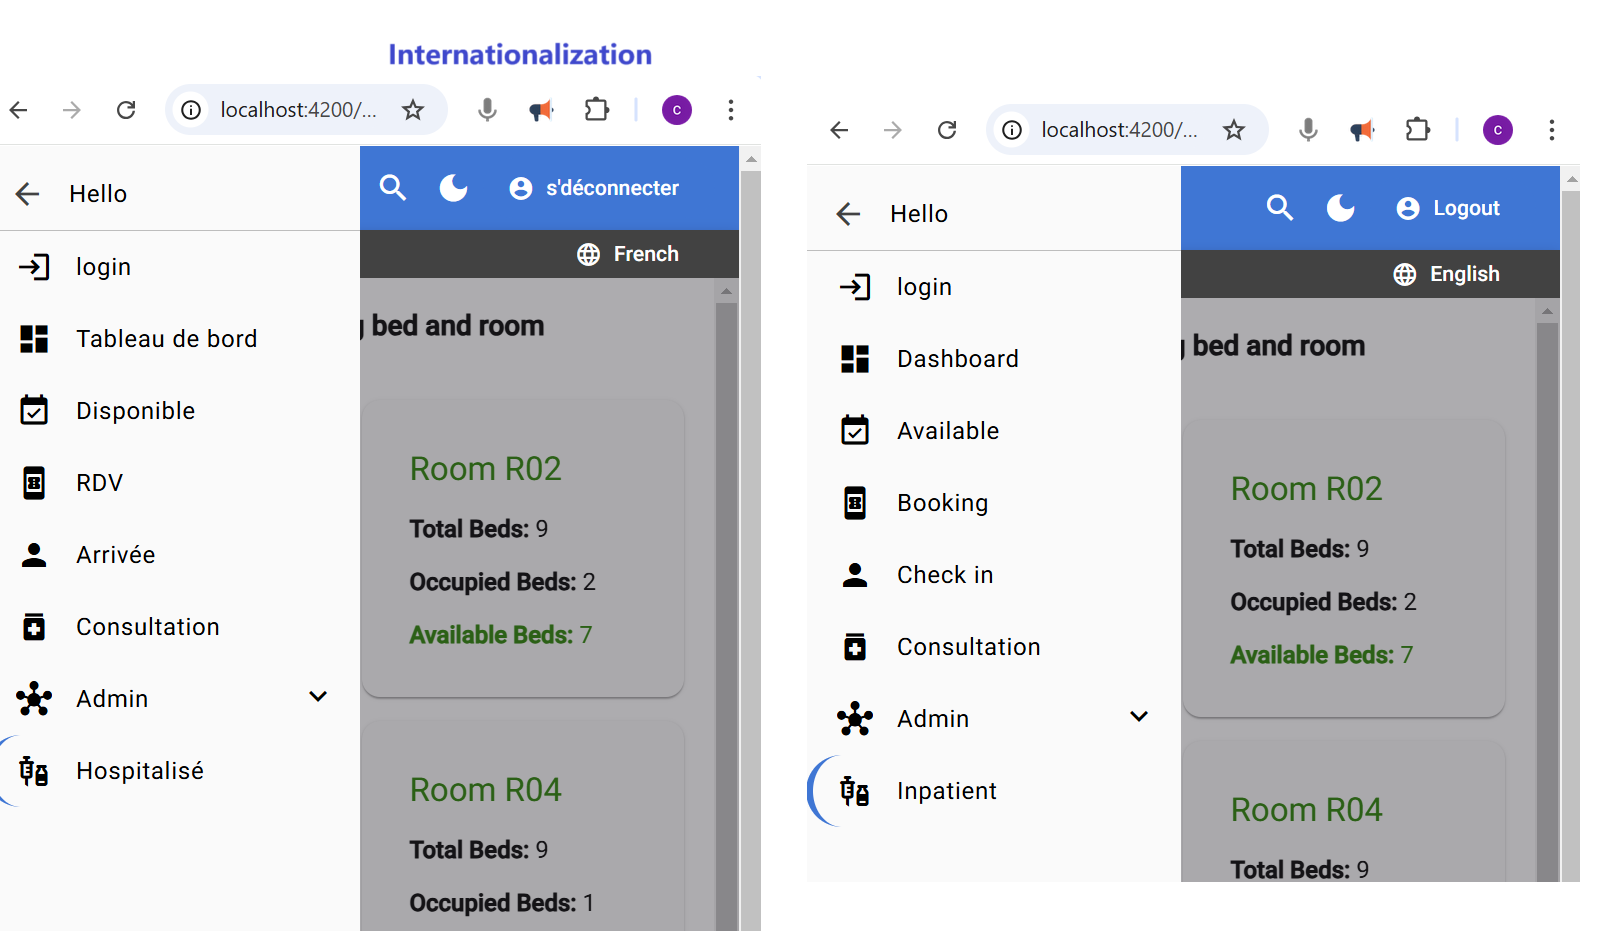 Internationalization
localhost:4200/...
c
Hello
s'déconnecter
French
login
Tableau de bord
Disponible
RDV
Arrivée
Consultation
Admin
Hospitalisé
bed and room
Room R02
Total Beds: 9
Occupied Beds: 2
Available Beds: 7
Room R04
Total Beds: 9
Occupied Beds: 1
localhost:4200/...
c
Hello
Logout
English
login
Dashboard
Available
Booking
Check in
Consultation
Admin
Inpatient
bed and room
Room R02
Total Beds: 9
Occupied Beds: 2
Available Beds: 7
Room R04
Total Beds: 9